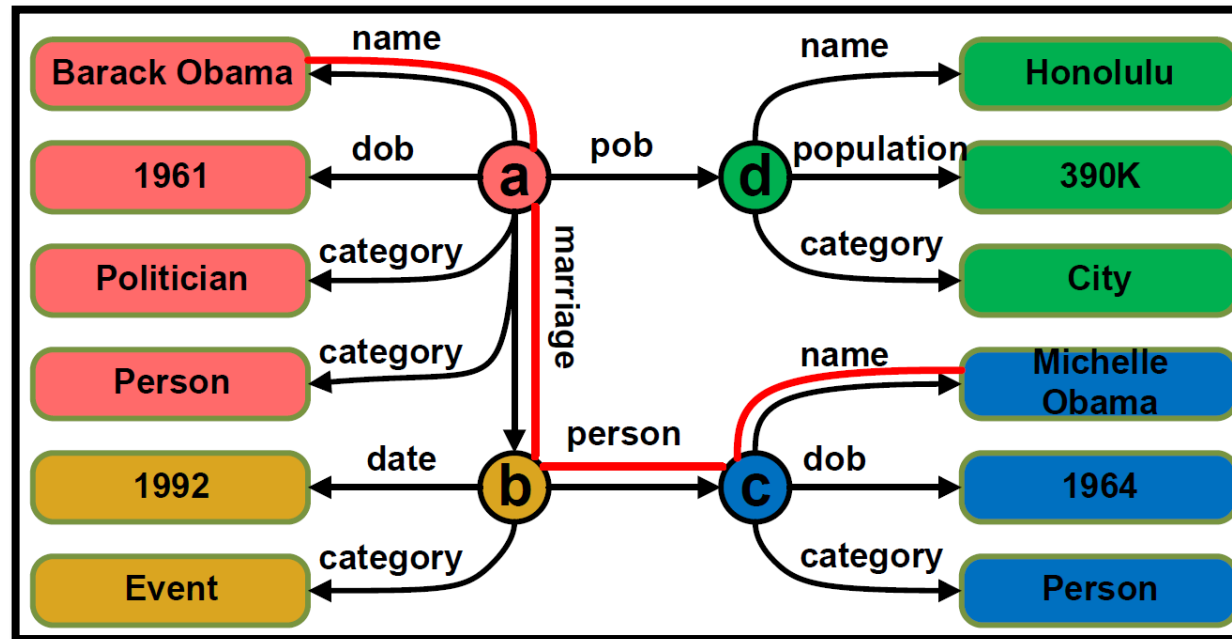 name
name
Barack Obama
Honolulu
dob
pob
population
1961
a
d
390K
category
marriage
category
Politician
City
category
name
Person
Michelle
Obama
date
person
dob
1992
b
c
1964
category
category
Event
Person